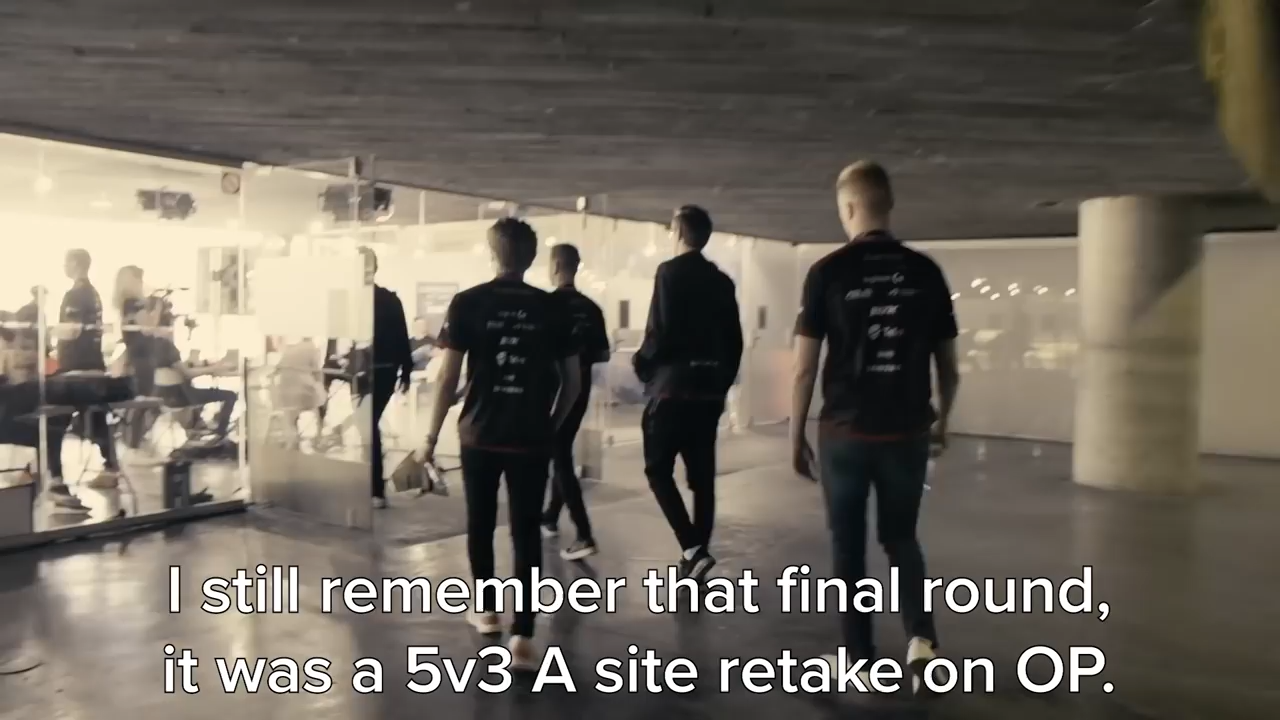 I still remember that final round,
it was a 5v3 A site retake on OP.